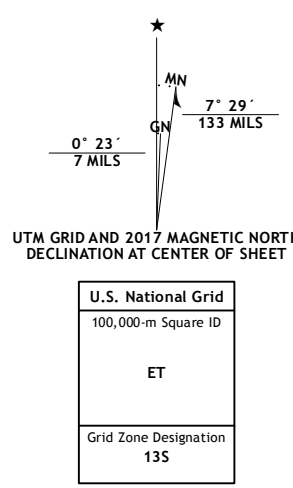 ★
MN
GN
7° 29´
133 MILS
0° 23´
7 MILS
UTM GRID AND 2017 MAGNETIC NORTH
DECLINATION AT CENTER OF SHEET
U.S. National Grid
100,000-m Square ID
ET
Grid Zone Designation
13S